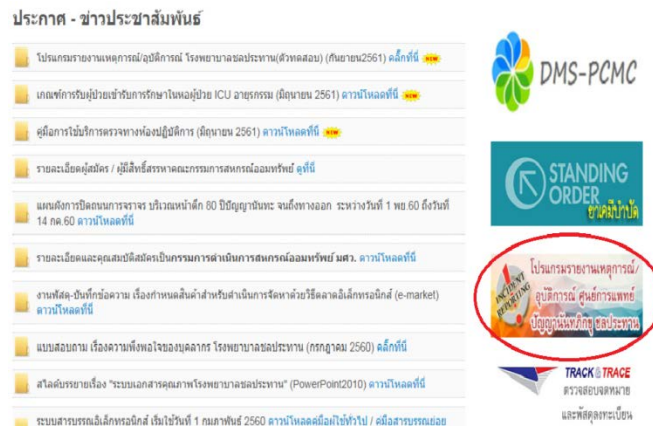 ประกาศ - ข่าวประชาสัมพันธ์
โปรแกรมรายงานเหตุการณ์/อุบัติการณ์ โรงพยาบาลชลประทาน(ตัวทดสอบ) (กันยายน2561) คลิ๊กที่นี่ NEW
เกณฑ์การรับผู้ป่วยเข้ารับการรักษาในหอผู้ป่วย ICU อายุรกรรม (มิถุนายน 2561) ดาวน์โหลดที่นี่ NEW
คู่มือการใช้บริการตรวจทางห้องปฏิบัติการ (มิถุนายน 2561) ดาวน์โหลดที่นี่ NEW
รายละเอียดผู้สมัคร / ผู้มีสิทธิ์สรรหาคณะกรรมการสหกรณ์ออมทรัพย์ ดูที่นี่
แผนผังการปิดถนนการจราจร บริเวณหน้าตึก 80 ปีปัญญานันทะ จนถึงทางออก ระหว่างวันที่ 1 พย.60 ถึงวันที่
14 กค.60 ดาวน์โหลดที่นี่
รายละเอียดและคุณสมบัติสมัครเป็นกรรมการดำเนินการสหกรณ์ออมทรัพย์ มศว. ดาวน์โหลดที่นี่
งานพัสดุ-บันทึกข้อความ เรื่องกำหนดสินค้าสำหรับดำเนินการจัดหาด้วยวิธีตลาดอิเล็กทรอนิกส์ (e-market)
ดาวน์โหลดที่นี่
แบบสอบถาม เรื่องความพึงพอใจของบุคลากร โรงพยาบาลชลประทาน (กรกฎาคม 2560) คลิ๊กที่นี่
สไลด์บรรยายเรื่อง "ระบบเอกสารคุณภาพโรงพยาบาลชลประทาน" (PowerPoint2010) ดาวน์โหลดที่นี่
ระบบสารบรรณอิเล็กทรอนิกส์ เริ่มใช้วันที่ 1 กุมภาพันธ์ 2560 ดาวน์โหลดคู่มือผู้ใช้ทั่วไป / คู่มือสารบรรณย่อย
DMS-PCMC
STANDING
ORDER
ยาเคมีบำบัด
INCIDENT
REPORTING
โปรแกรมรายงานเหตุการณ์/
อุบัติการณ์ ศูนย์การแพทย์
ปัญญานันทภิกขุ ชลประทาน
TRACK & TRACE
ตรวจสอบจดหมาย
และพัสดุลงทะเบียน